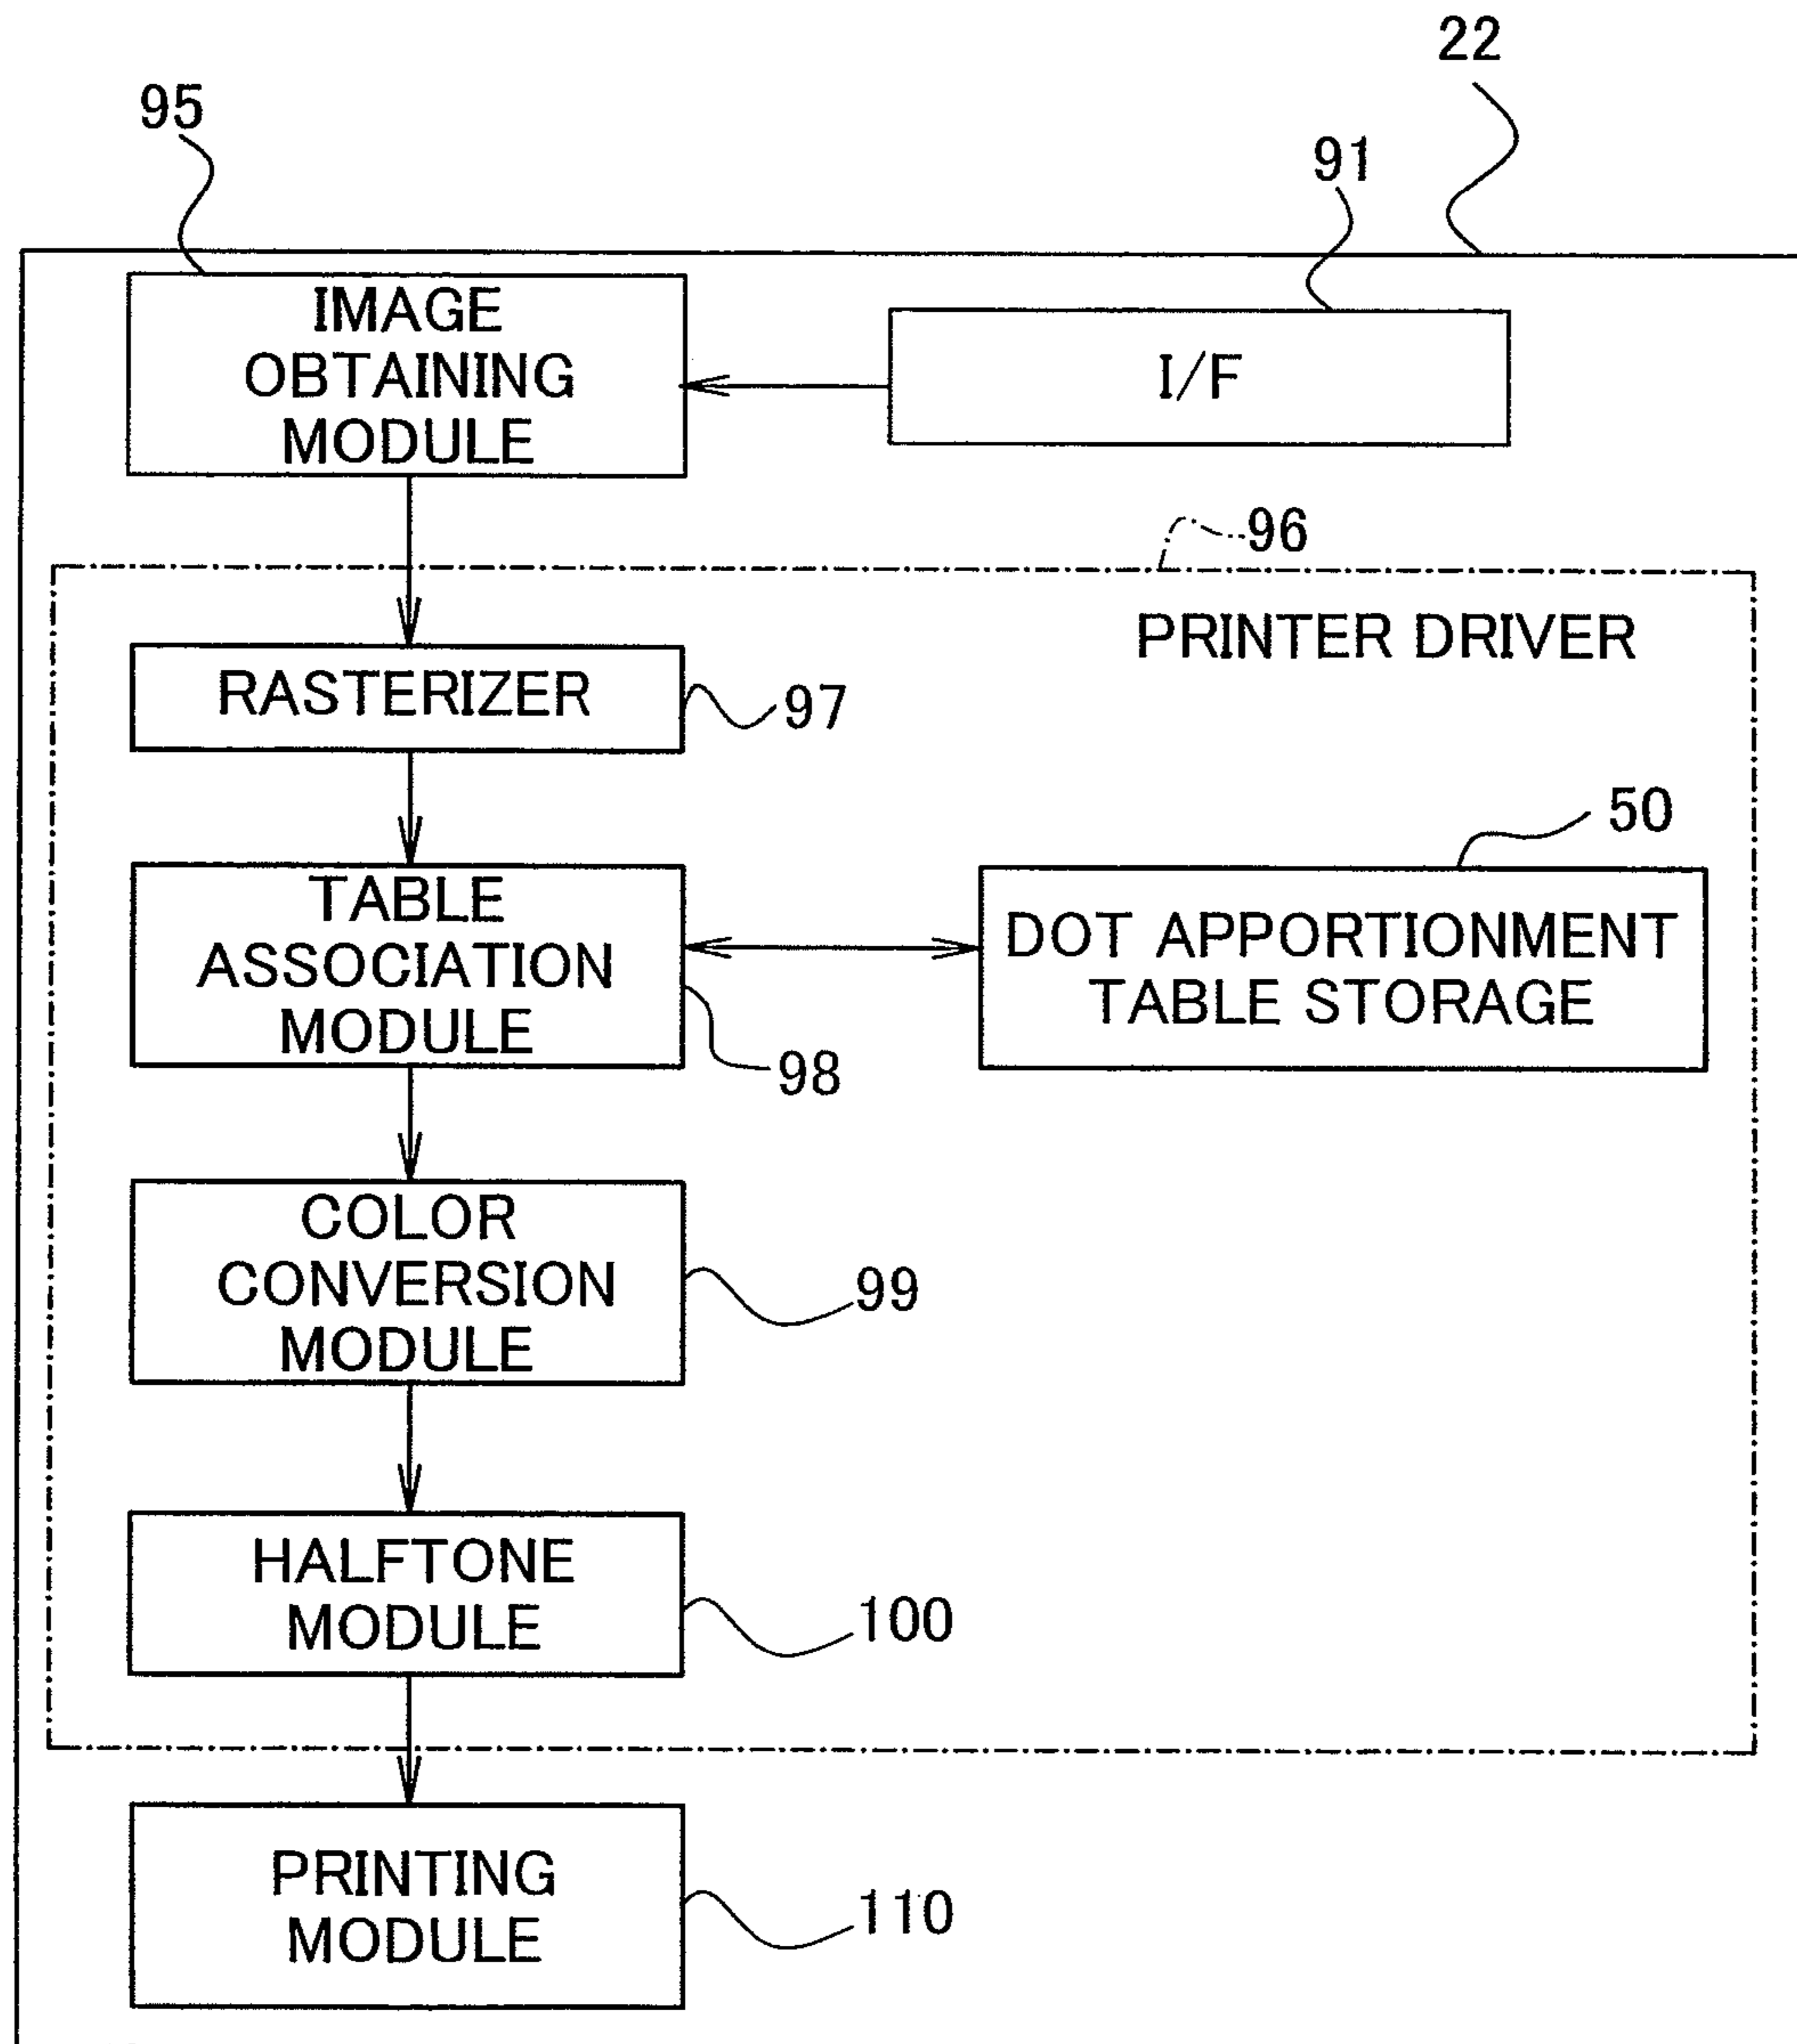 22
95
91
IMAGE
OBTAINING
MODULE
I/F
96
PRINTER DRIVER
RASTERIZER
97
50
TABLE
ASSOCIATION
MODULE
98
DOT APPORTIONMENT
TABLE STORAGE
COLOR
CONVERSION
MODULE
99
HALFTONE
MODULE
100
PRINTING
MODULE
110